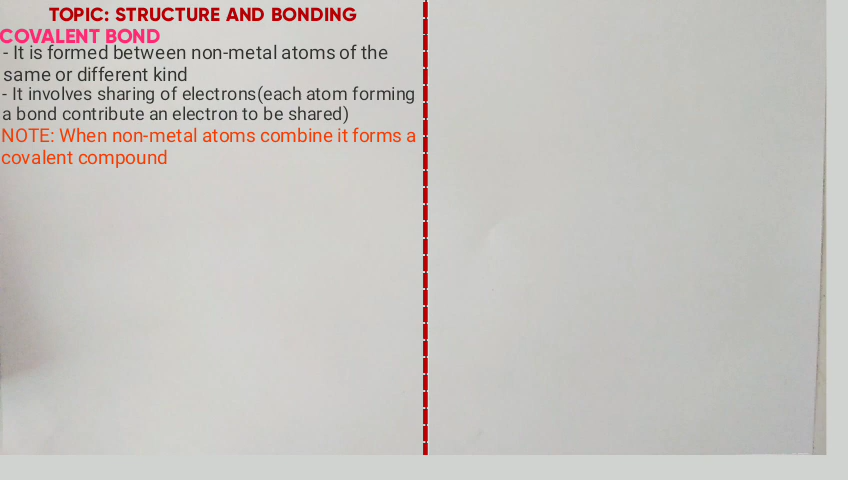 TOPIC: STRUCTURE AND BONDING
COVALENT BOND
- It is formed between non-metal atoms of the
same or different kind
- It involves sharing of electrons(each atom forming
a bond contribute an electron to be shared)
NOTE: When non-metal atoms combine it forms a
covalent compound